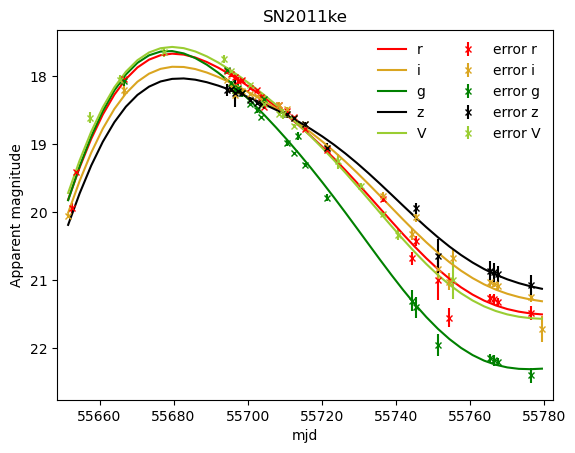 SN2011ke
Apparent magnitude
18
19
20
21
22
r
i
g
z
V
error r
error i
error g
error z
error V
55660
55680
55700
55720
55740
55760
55780
mjd